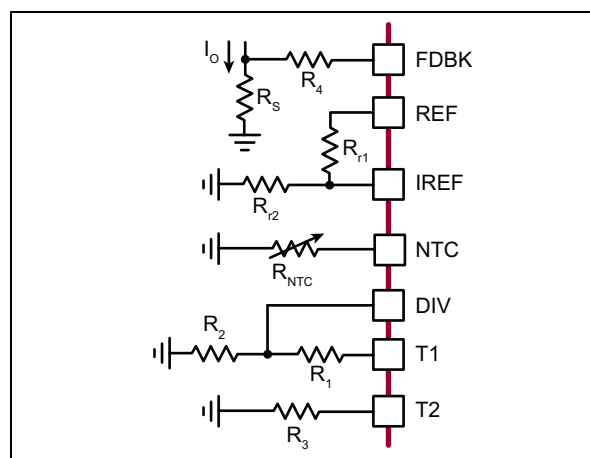 I_O
FDBK
R_4
R_S
REF
R_r1
IREF
R_r2
NTC
R_NTC
DIV
R_2
T1
R_1
T2
R_3